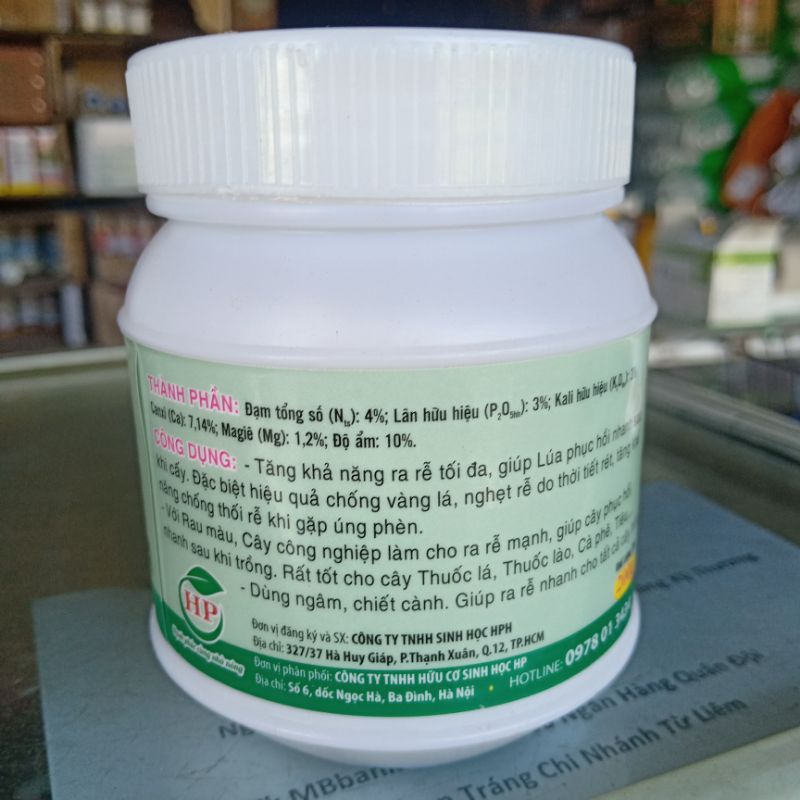 THÀNH PHẦN: Đạm tổng số (Nts): 4%; Lân hữu hiệu (P2O5hh): 3%; Kali hữu hiệu
Canxi (Ca): 7,14%; Magiê (Mg): 1,2%; Độ ẩm: 10%.
CÔNG DỤNG: - Tăng khả năng ra rễ tối đa, giúp Lúa phục hồi nhanh
khi cấy. Đặc biệt hiệu quả chống vàng lá, nghẹt rễ do thời tiết rét, tăng
năng chống thối rễ khi gặp úng phèn.
- Với Rau màu, Cây công nghiệp làm cho ra rễ mạnh, giúp cây phục hồi
nhanh sau khi trồng. Rất tốt cho cây Thuốc lá, Thuốc lào, Cà phê, Tiêu...
- Dùng ngâm, chiết cành. Giúp ra rễ nhanh cho tất cả
HP
Đơn vị đăng ký và SX: CÔNG TY TNHH SINH HỌC HPH
Địa chỉ: 327/37 Hà Huy Giáp, P.Thạnh Xuân, Q.12, TP.HCM
Đơn vị phân phối: CÔNG TY TNHH HỮU CƠ SINH HỌC HP
Địa chỉ: Số 6, dốc Ngọc Hà, Ba Đình, Hà Nội
HOTLINE: 0978 01
Ngân Hàng Quân Đội
MBbank
Tráng Chi Nhánh Từ Liêm